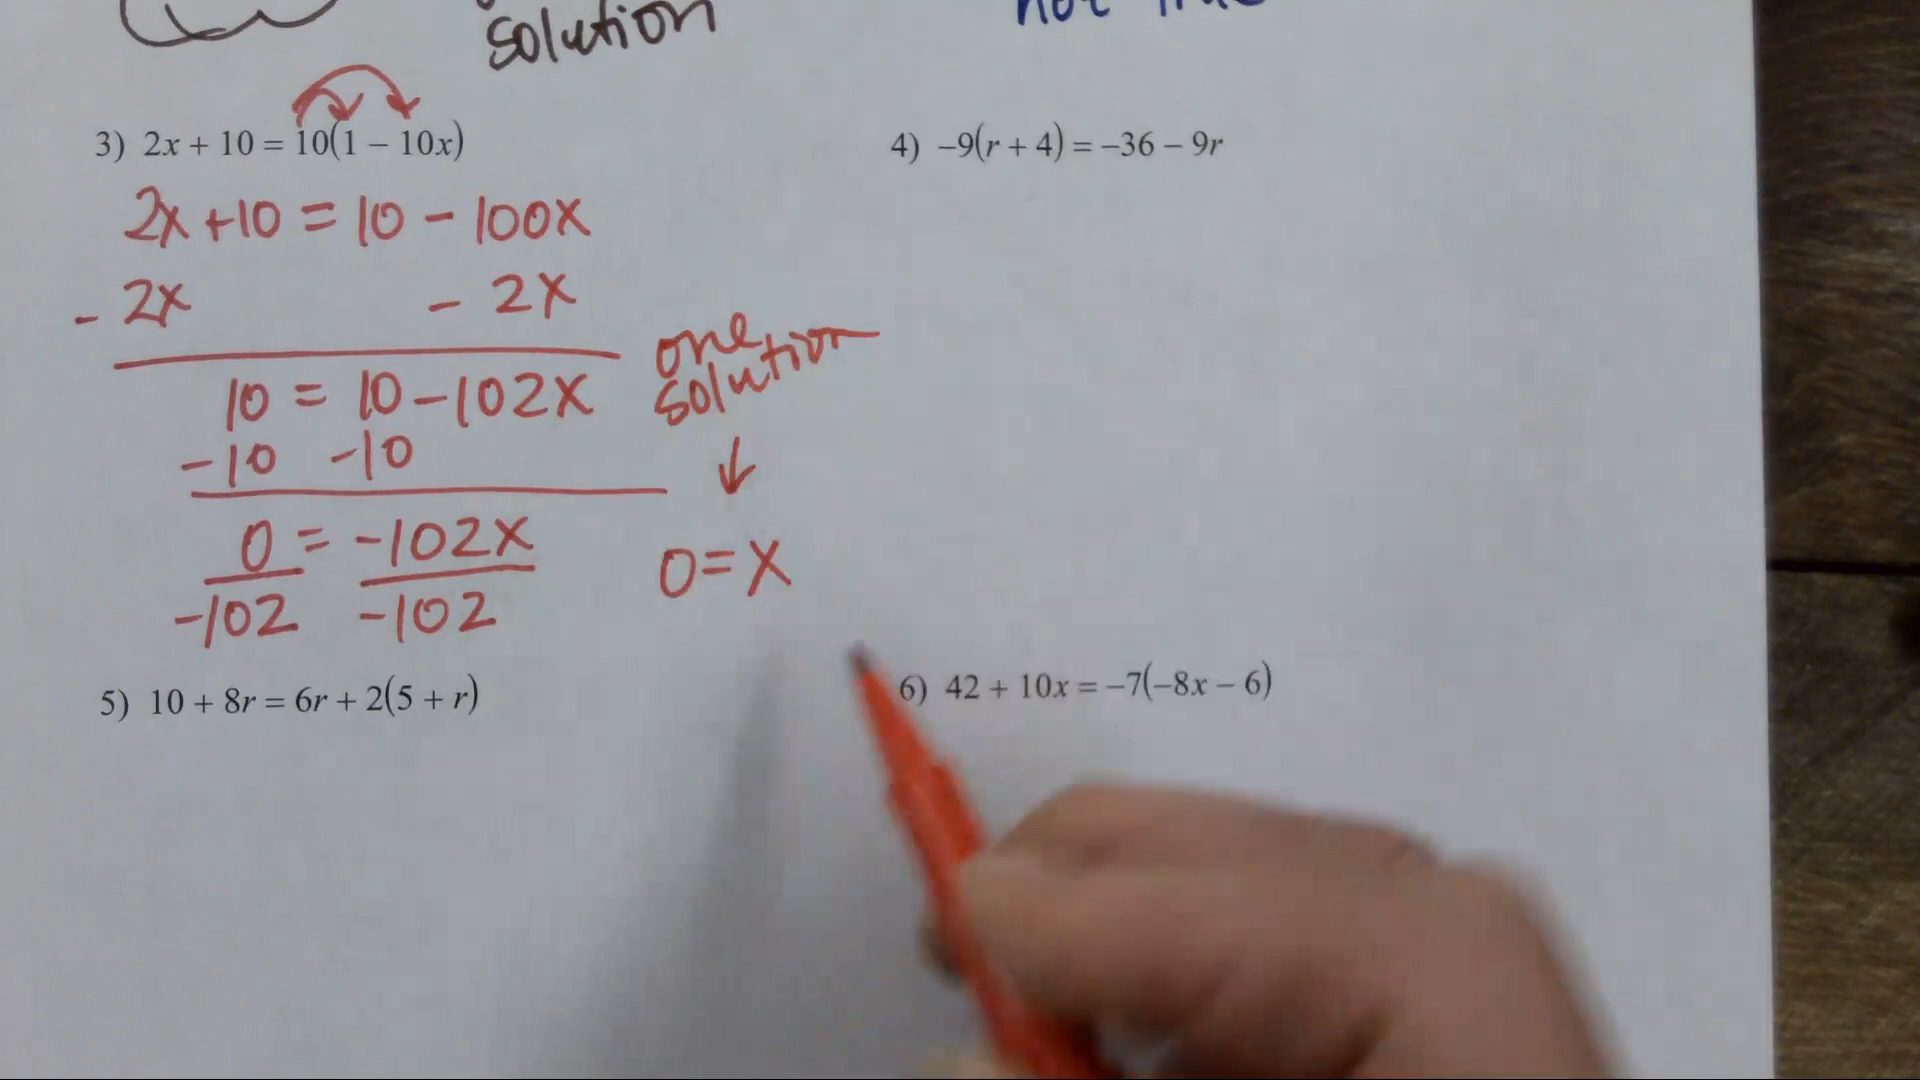 solution
not true
3) 2x + 10 = 10(1 – 10x)
2x + 10 = 10 - 100x
- 2x - 2x
10 = 10 - 102x
-10 -10
0 = -102x
-102 -102
one
solution
↓
0 = x
4) –9(r + 4) = –36 – 9r
5) 10 + 8r = 6r + 2(5 + r)
6) 42 + 10x = –7(–8x – 6)